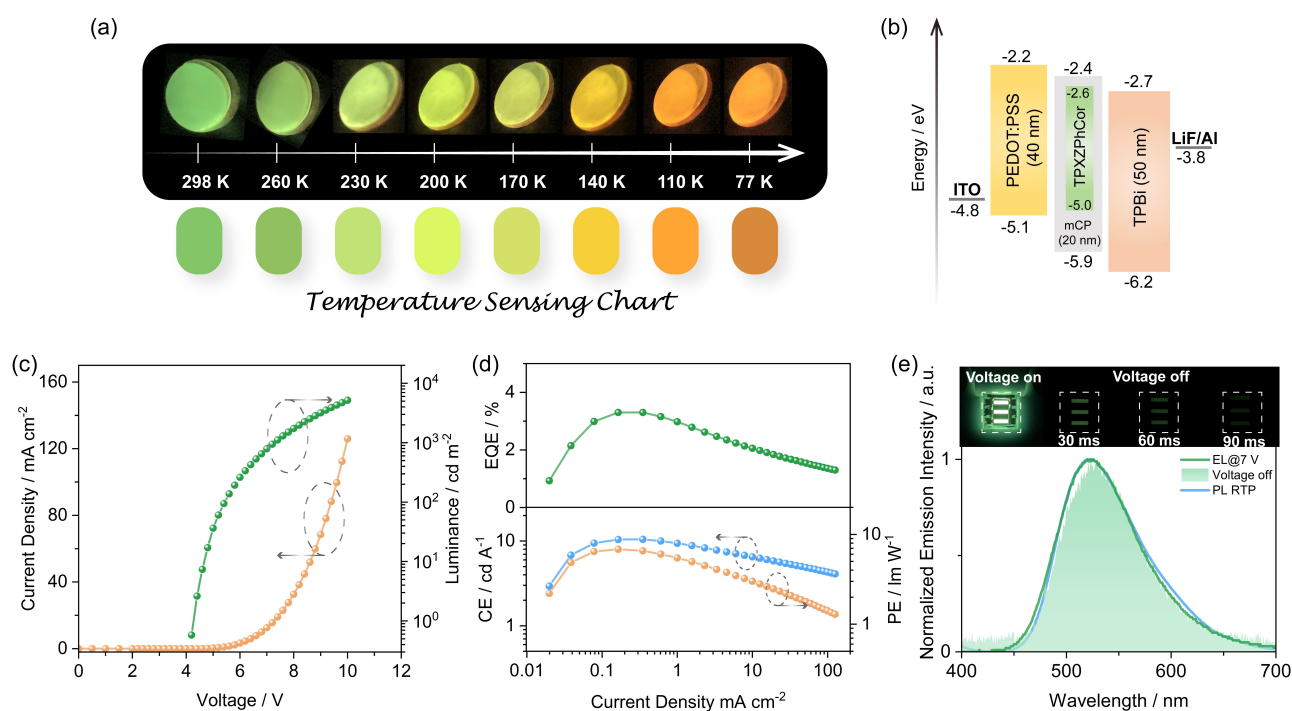 (a)
298 K 260 K 230 K 200 K 170 K 140 K 110 K 77 K
Temperature Sensing Chart
(b)
Energy / eV
ITO
-4.8
-2.2
PEDOT:PSS
(40 nm)
-5.1
-2.4
-2.6
TPXZPhCor
-5.0
mCP
(20 nm)
-5.9
-2.7
TPBi (50 nm)
-6.2
LiF/Al
-3.8
(c)
Current Density / mA cm⁻²
160
120
80
40
0
0 2 4 6 8 10 12
Voltage / V
10⁴
10³
10²
10¹
10⁰
Luminance / cd m⁻²
(d)
EQE / %
4
2
0
CE / cd A⁻¹
10
1
10
1
PE / lm W⁻¹
0.01 0.1 1 10 100
Current Density mA cm⁻²
(e)
Normalized Emission Intensity / a.u.
Voltage on
Voltage off
30 ms 60 ms 90 ms
EL@7 V
Voltage off
PL RTP
1
0
400 500 600 700
Wavelength / nm